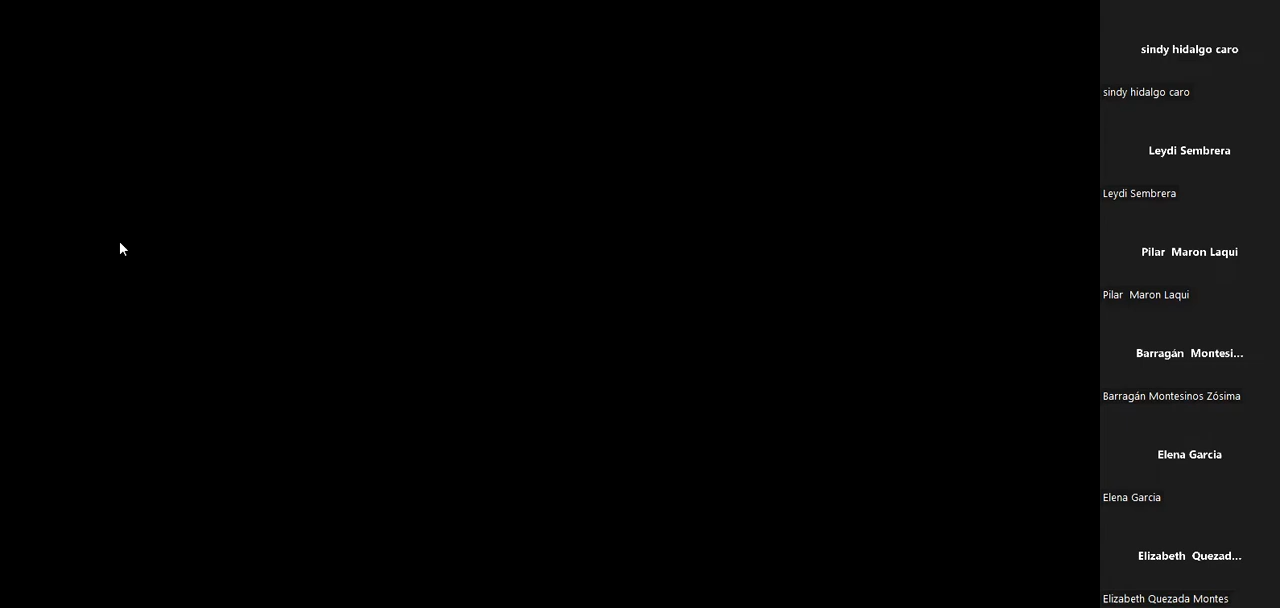 sindy hidalgo caro
sindy hidalgo caro
Leydi Sembrera
Leydi Sembrera
Pilar  Maron Laqui
Pilar  Maron Laqui
Barragán  Montesi...
Barragán Montesinos Zósima
Elena Garcia
Elena Garcia
Elizabeth  Quezad...
Elizabeth Quezada Montes